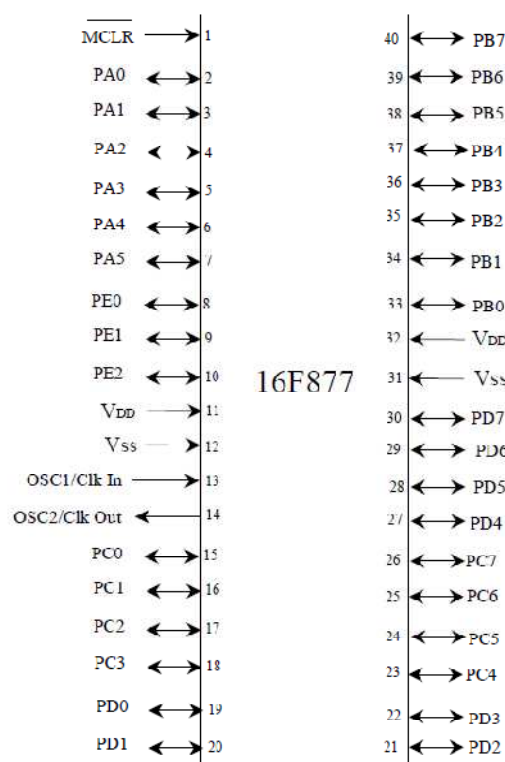 MCLR 1 40 PB7
PA0 2 39 PB6
PA1 3 38 PB5
PA2 4 37 PB4
PA3 5 36 PB3
PA4 6 35 PB2
PA5 7 34 PB1
PE0 8 33 PB0
PE1 9 32 VDD
PE2 10 16F877 31 Vss
VDD 11 30 PD7
Vss 12 29 PD6
OSC1/Clk In 13 28 PD5
OSC2/Clk Out 14 27 PD4
PC0 15 26 PC7
PC1 16 25 PC6
PC2 17 24 PC5
PC3 18 23 PC4
PD0 19 22 PD3
PD1 20 21 PD2